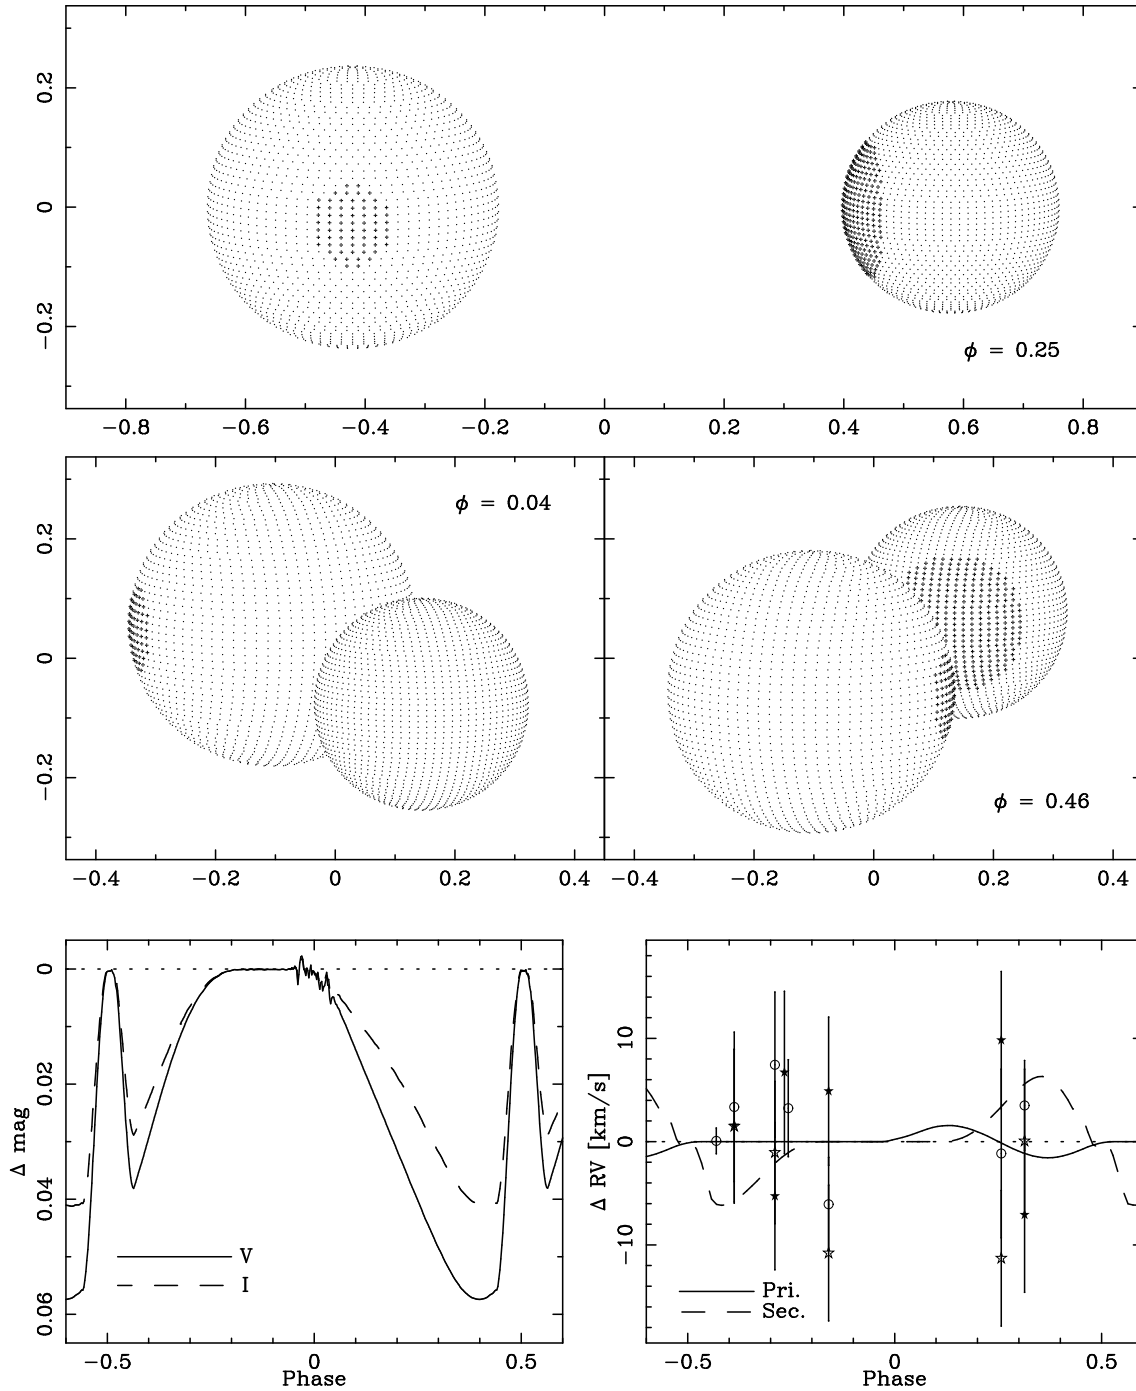 0.2
0
−0.2
ϕ = 0.25
−0.8 −0.6 −0.4 −0.2 0 0.2 0.4 0.6 0.8
0.2
0
−0.2
ϕ = 0.04
ϕ = 0.46
−0.4 −0.2 0 0.2 0.4
−0.4 −0.2 0 0.2 0.4
Δ mag
0
0.02
0.04
0.06
V
I
−0.5 0 0.5
Phase
Δ RV [km/s]
10
0
−10
Pri.
Sec.
−0.5 0 0.5
Phase